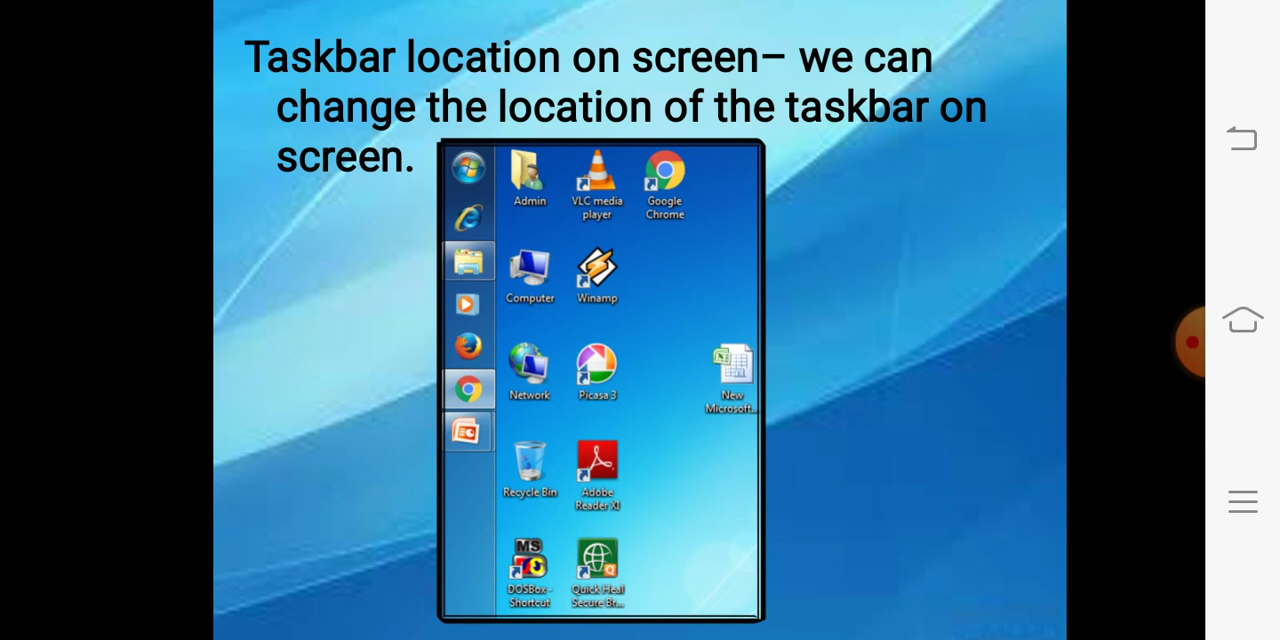 Taskbar location on screen– we can
change the location of the taskbar on
screen.
Admin
VLC media
player
Google
Chrome
Computer
Winamp
Network
Picasa 3
New
Microsoft...
Recycle Bin
Adobe
Reader XI
MS
DOSBox -
Shortcut
Quick Heal
Secure Br...